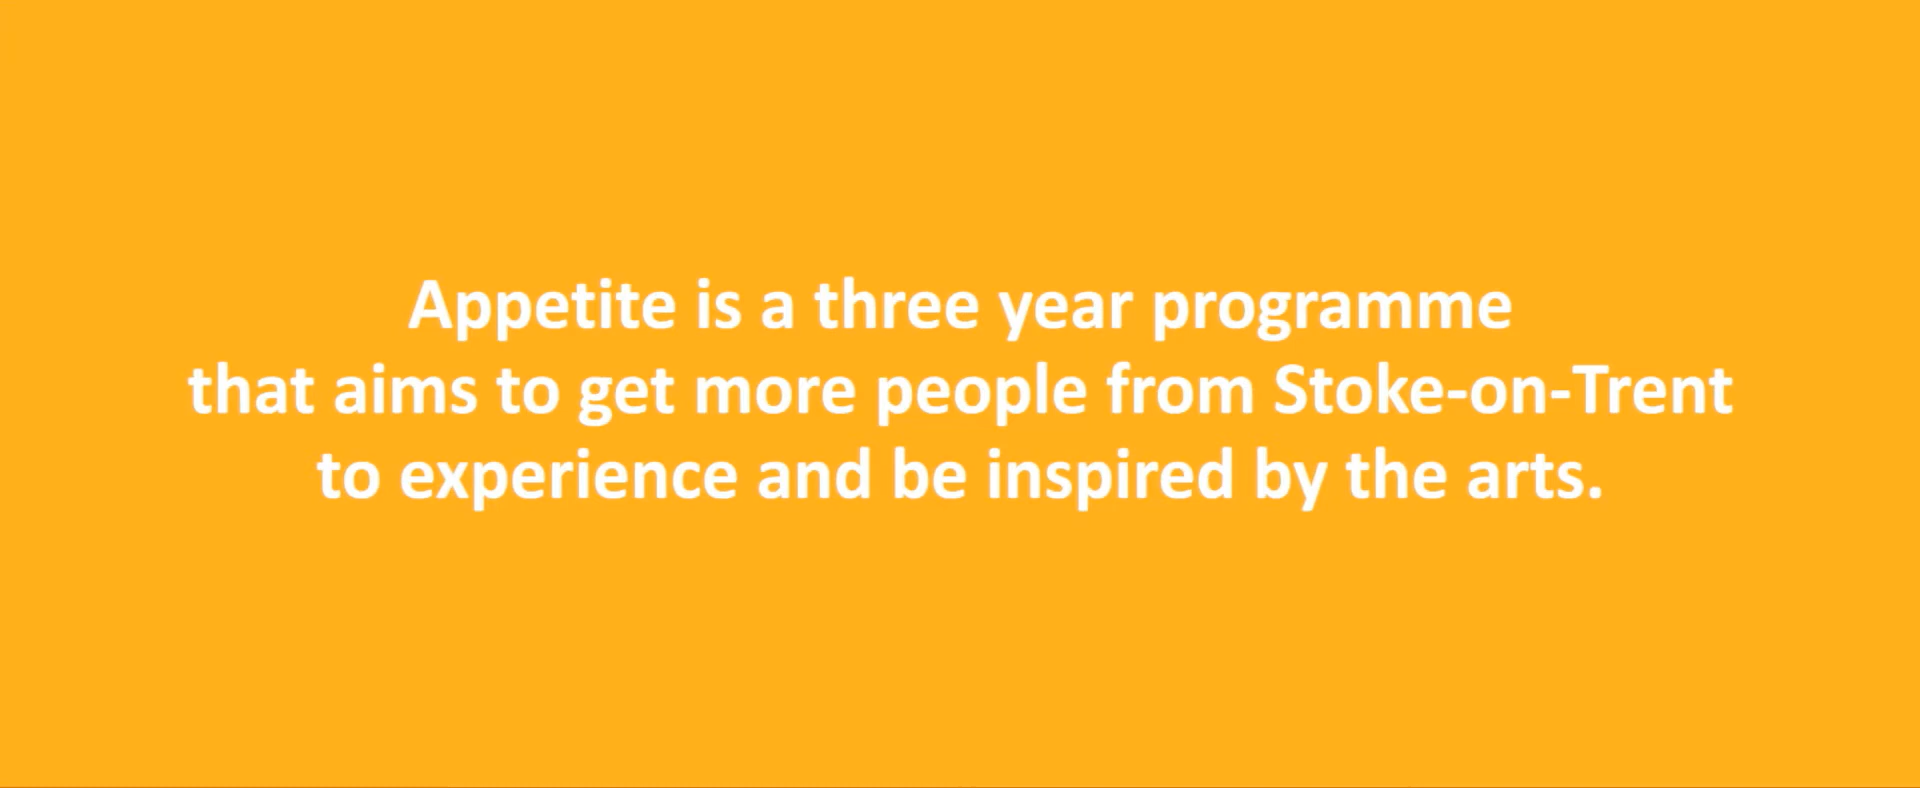 Appetite is a three year programme
that aims to get more people from Stoke-on-Trent
to experience and be inspired by the arts.